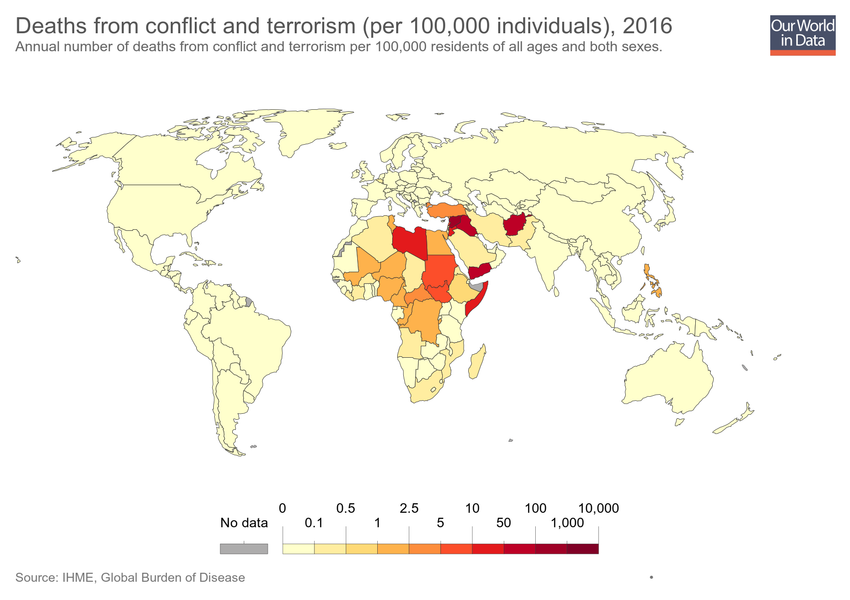 Deaths from conflict and terrorism (per 100,000 individuals), 2016
Annual number of deaths from conflict and terrorism per 100,000 residents of all ages and both sexes.
Our World
in Data
0 0.5 2.5 10 100 10,000
No data 0.1 1 5 50 1,000
Source: IHME, Global Burden of Disease